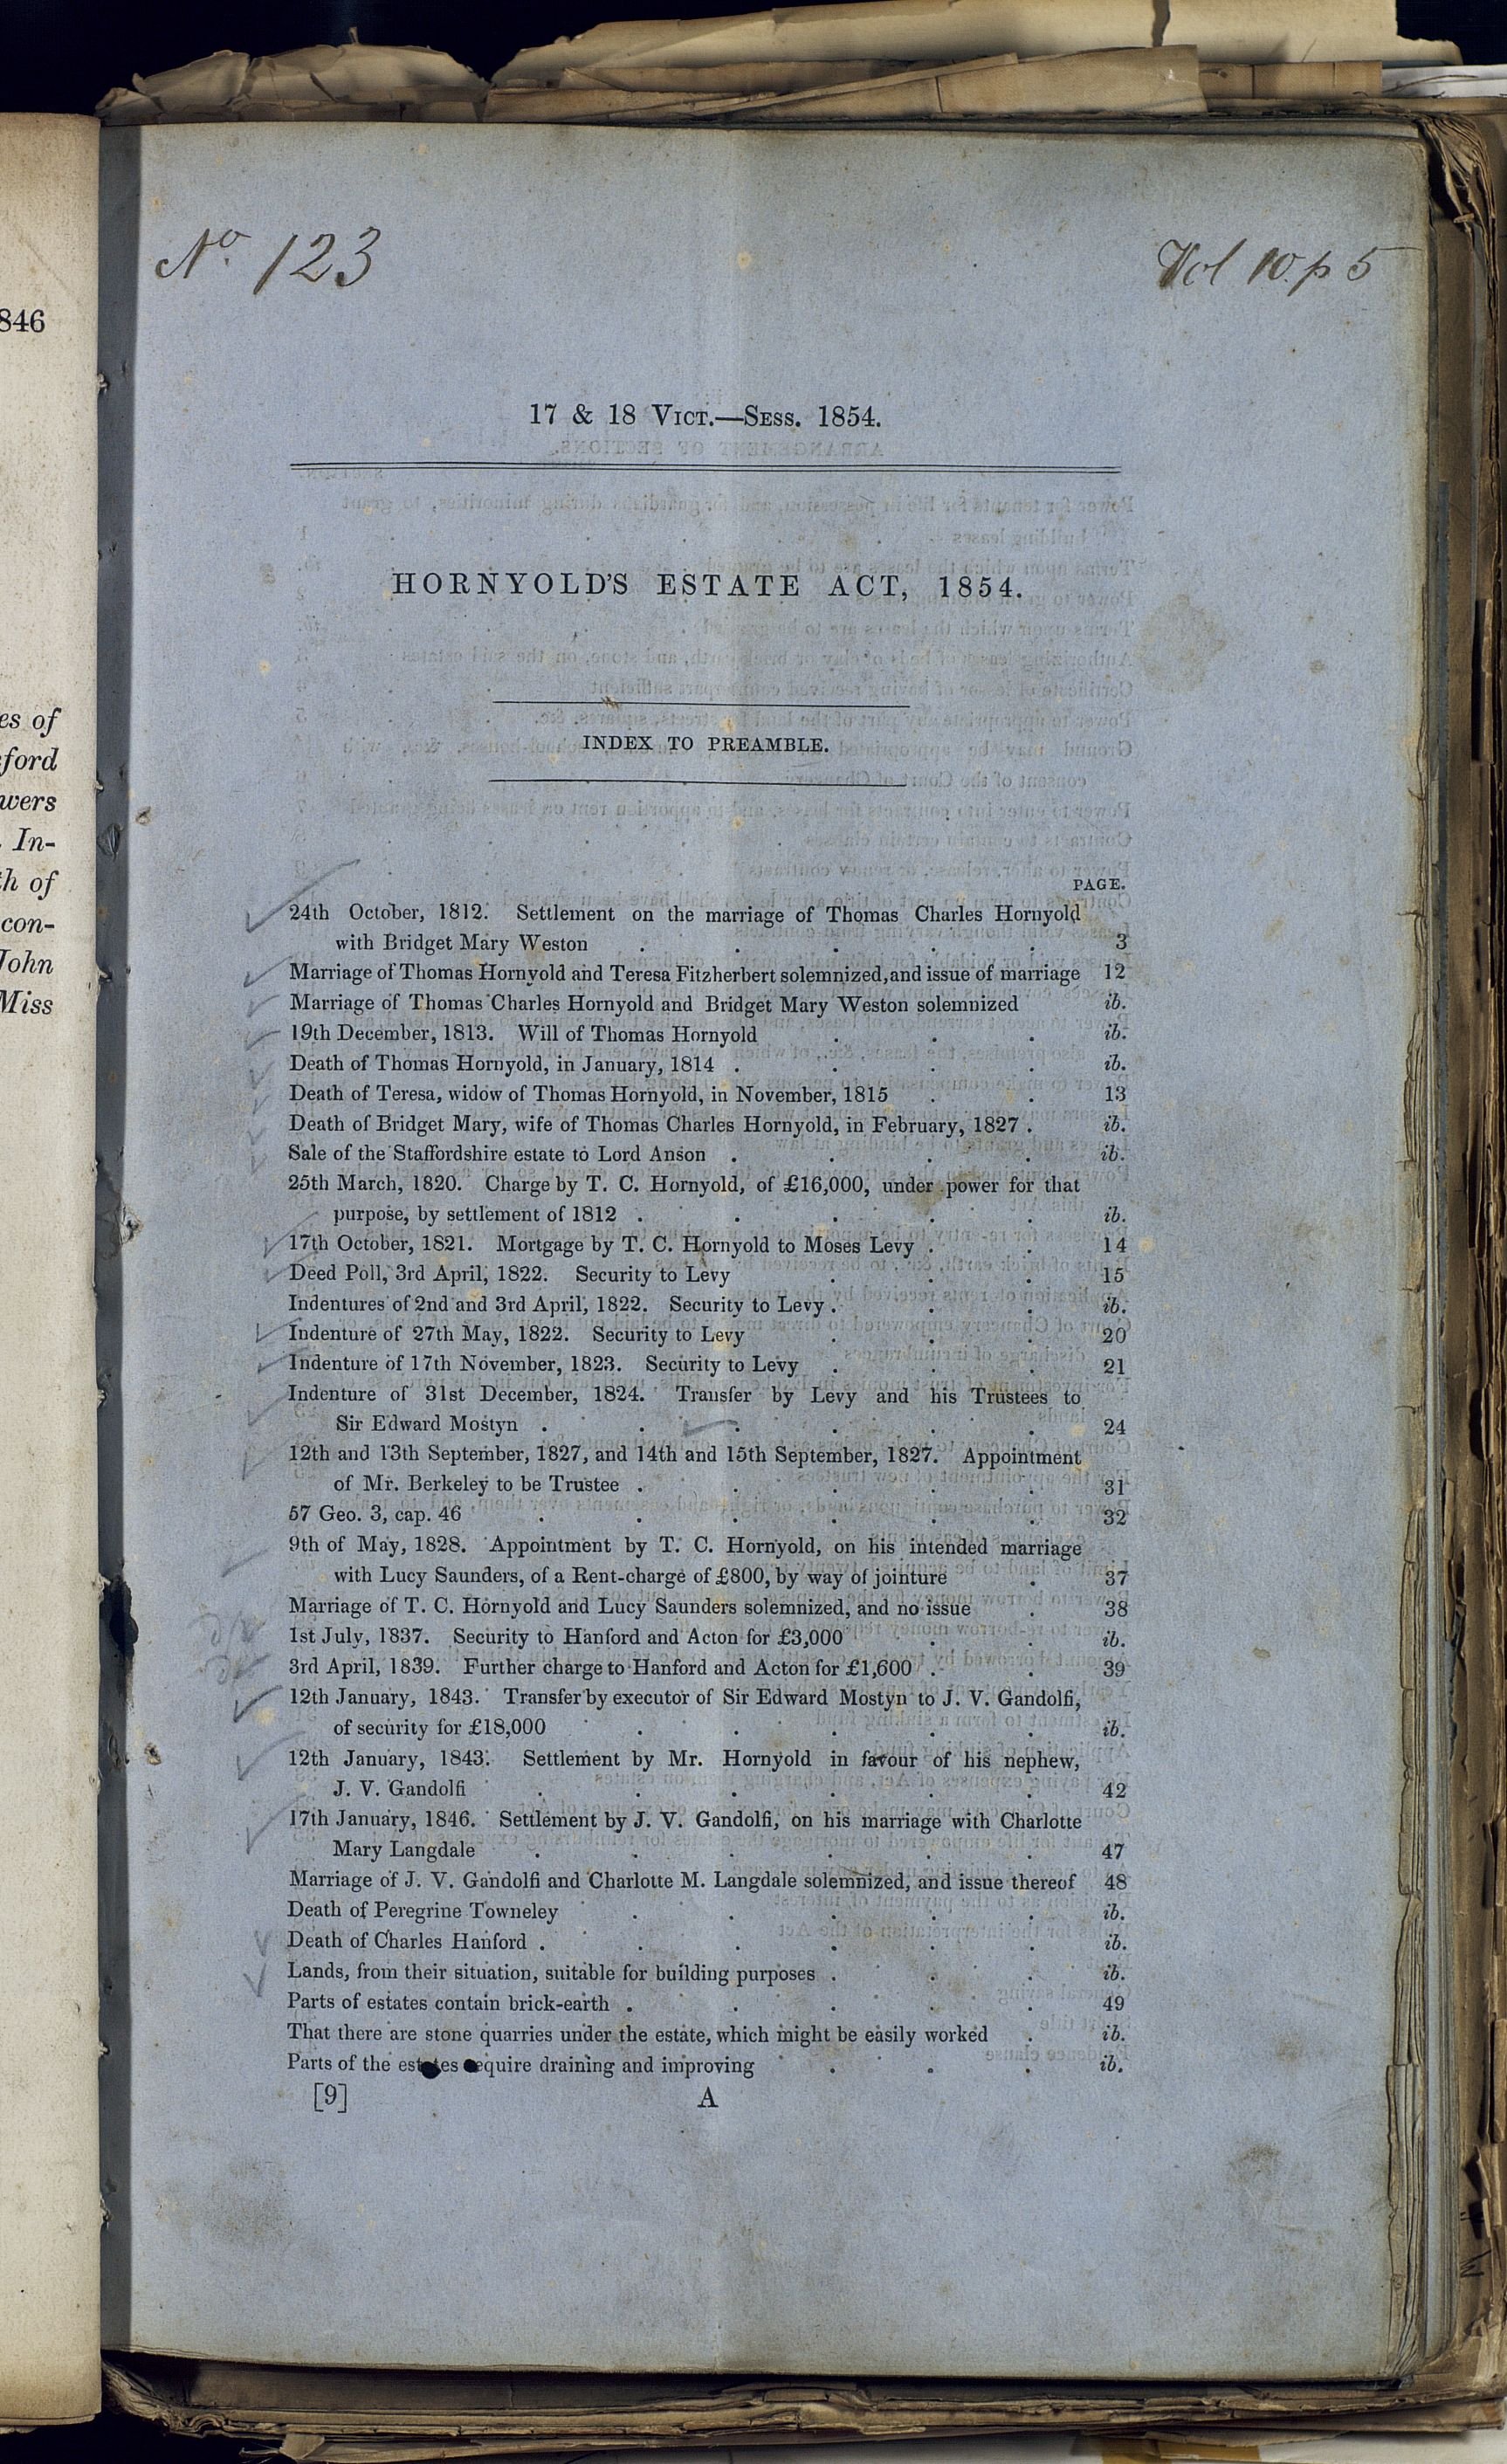 846
es of
ford
wers
In-
th of
con-
John
Miss
No. 123
Vol 10. p 5
17 & 18 VICT.—SESS. 1854.
HORNYOLD'S ESTATE ACT, 1854.
INDEX TO PREAMBLE.
PAGE.
24th October, 1812. Settlement on the marriage of Thomas Charles Hornyold
with Bridget Mary Weston . . . . . 3
Marriage of Thomas Hornyold and Teresa Fitzherbert solemnized, and issue of marriage 12
Marriage of Thomas Charles Hornyold and Bridget Mary Weston solemnized ib.
19th December, 1813. Will of Thomas Hornyold . . . ib.
Death of Thomas Hornyold, in January, 1814 . . . . ib.
Death of Teresa, widow of Thomas Hornyold, in November, 1815 . . 13
Death of Bridget Mary, wife of Thomas Charles Hornyold, in February, 1827 . ib.
Sale of the Staffordshire estate to Lord Anson . . . . ib.
25th March, 1820. Charge by T. C. Hornyold, of £16,000, under power for that
purpose, by settlement of 1812 . . . . . ib.
17th October, 1821. Mortgage by T. C. Hornyold to Moses Levy . . 14
Deed Poll, 3rd April, 1822. Security to Levy . . . 15
Indentures of 2nd and 3rd April, 1822. Security to Levy . . . ib.
Indenture of 27th May, 1822. Security to Levy . . . 20
Indenture of 17th November, 1823. Security to Levy . . . 21
Indenture of 31st December, 1824. Transfer by Levy and his Trustees to
Sir Edward Mostyn . . . . . . 24
12th and 13th September, 1827, and 14th and 15th September, 1827. Appointment
of Mr. Berkeley to be Trustee . . . . . 31
57 Geo. 3, cap. 46 . . . . . . 32
9th of May, 1828. Appointment by T. C. Hornyold, on his intended marriage
with Lucy Saunders, of a Rent-charge of £800, by way of jointure . 37
Marriage of T. C. Hornyold and Lucy Saunders solemnized, and no issue . 38
1st July, 1837. Security to Hanford and Acton for £3,000 . . ib.
3rd April, 1839. Further charge to Hanford and Acton for £1,600 . . 39
12th January, 1843. Transfer by executor of Sir Edward Mostyn to J. V. Gandolfi,
of security for £18,000 . . . . . ib.
12th January, 1843. Settlement by Mr. Hornyold in favour of his nephew,
J. V. Gandolfi . . . . . . 42
17th January, 1846. Settlement by J. V. Gandolfi, on his marriage with Charlotte
Mary Langdale . . . . . . 47
Marriage of J. V. Gandolfi and Charlotte M. Langdale solemnized, and issue thereof 48
Death of Peregrine Towneley . . . . . ib.
Death of Charles Hanford . . . . . . ib.
Lands, from their situation, suitable for building purposes . . . ib.
Parts of estates contain brick-earth . . . . . 49
That there are stone quarries under the estate, which might be easily worked . ib.
Parts of the estates require draining and improving . . . ib.
[9] A